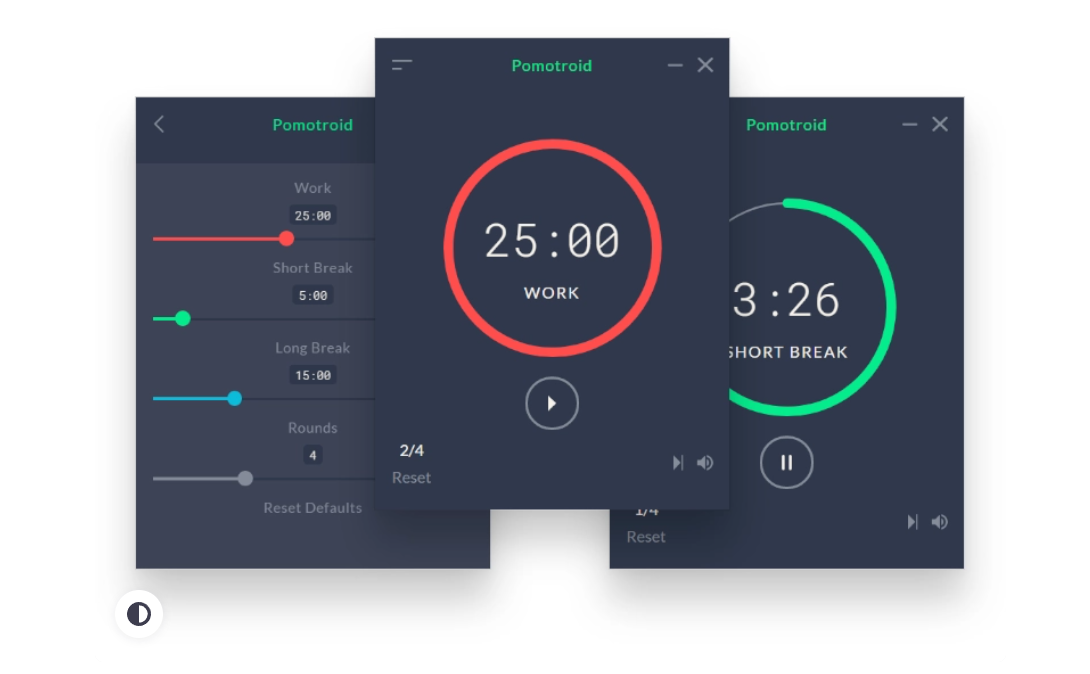 Pomotroid
Work
25:00
Short Break
5:00
Long Break
15:00
Rounds
4
Reset Defaults
Pomotroid
25:00
WORK
2/4
Reset
Pomotroid
3:26
SHORT BREAK
1/4
Reset